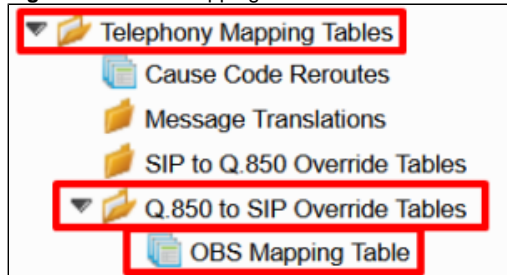 Telephony Mapping Tables
Cause Code Reroutes
Message Translations
SIP to Q.850 Override Tables
Q.850 to SIP Override Tables
OBS Mapping Table